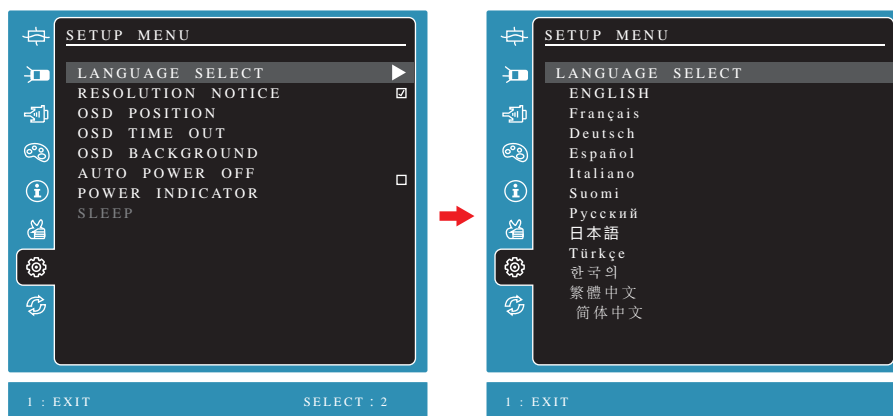 SETUP MENU
LANGUAGE SELECT
RESOLUTION NOTICE
OSD POSITION
OSD TIME OUT
OSD BACKGROUND
AUTO POWER OFF
POWER INDICATOR
SLEEP
1 : EXIT
SELECT : 2
SETUP MENU
LANGUAGE SELECT
ENGLISH
Français
Deutsch
Español
Italiano
Suomi
Русский
日本語
Türkçe
한국의
繁體中文
简体中文
1 : EXIT